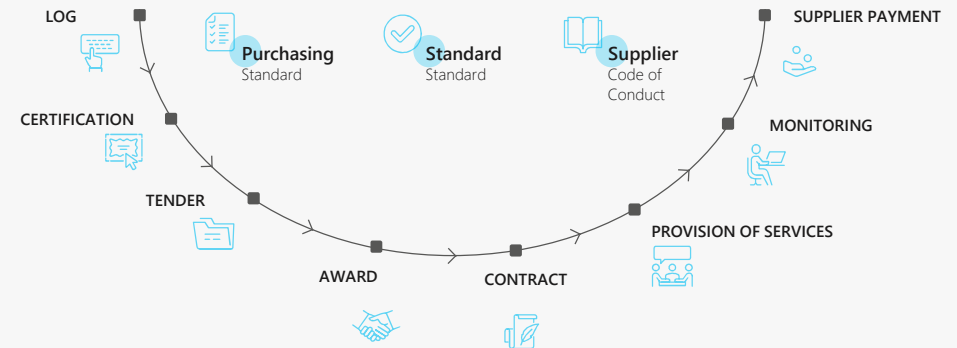 LOG
SUPPLIER PAYMENT
Purchasing
Standard
Standard
Standard
Supplier
Code of
Conduct
CERTIFICATION
MONITORING
TENDER
PROVISION OF SERVICES
AWARD
CONTRACT